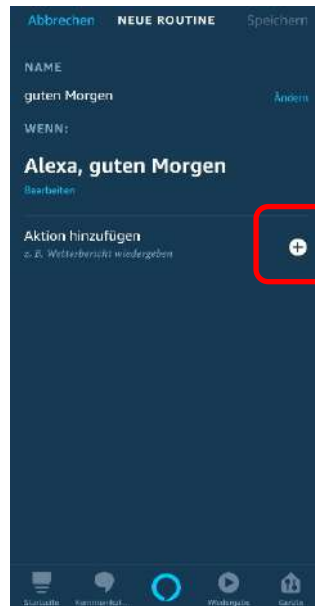 Abbrechen NEUE ROUTINE Speichern
NAME
guten Morgen Ändern
WENN:
Alexa, guten Morgen
Bearbeiten
Aktion hinzufügen
z. B. Wetterbericht wiedergeben
Startseite Kommunikat... Wiedergabe Geräte